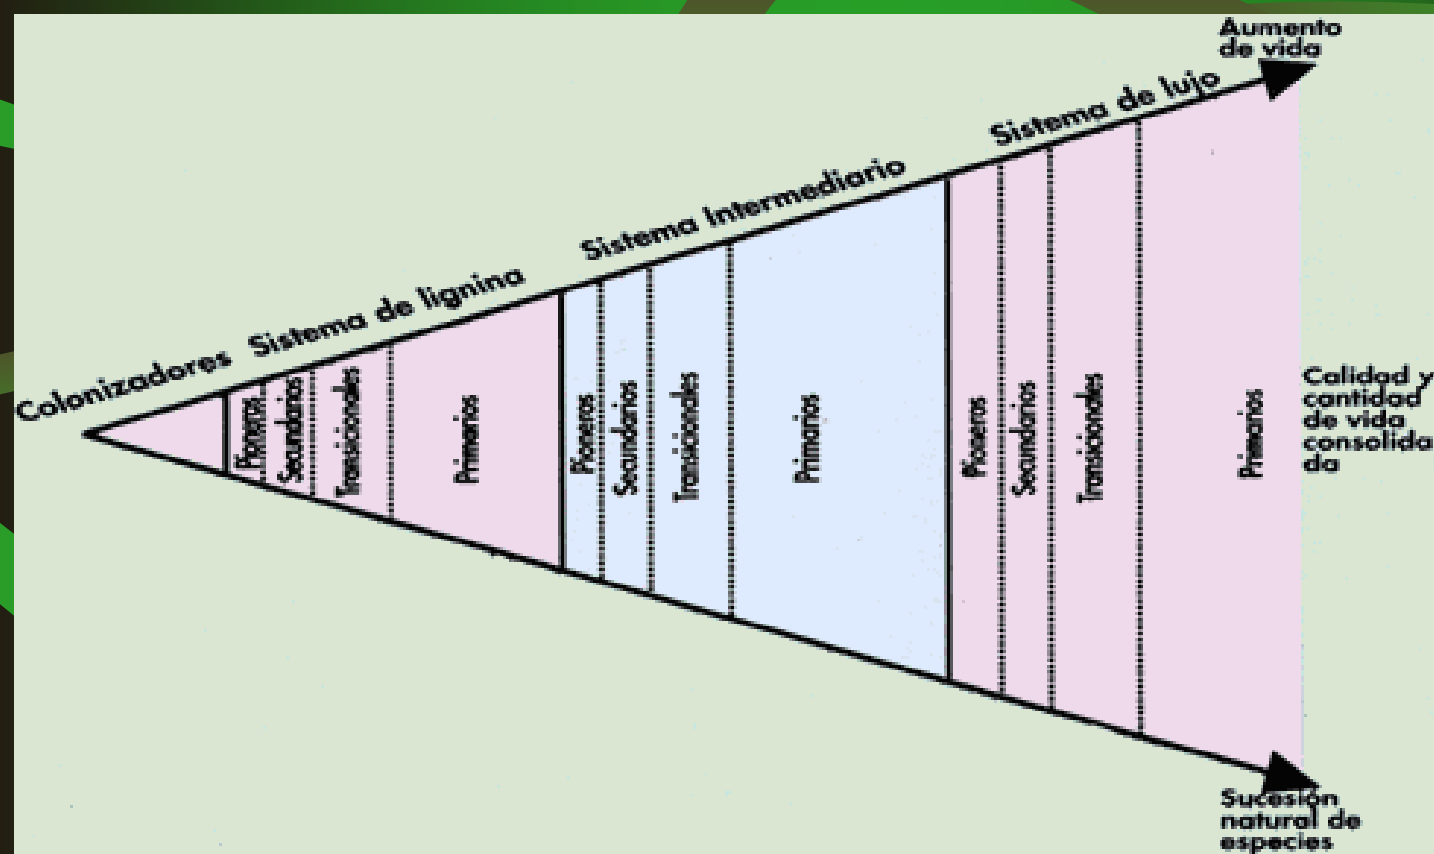 Aumento
de vida
Sistema de lujo
Sistema Intermediario
Sistema de lignina
Colonizadores
Pioneros
Secundarios
Transicionales
Primarios
Pioneros
Secundarios
Transicionales
Primarios
Pioneros
Secundarios
Transicionales
Primarios
Calidad y
cantidad
de vida
consolida
da
Sucesión
natural de
especies